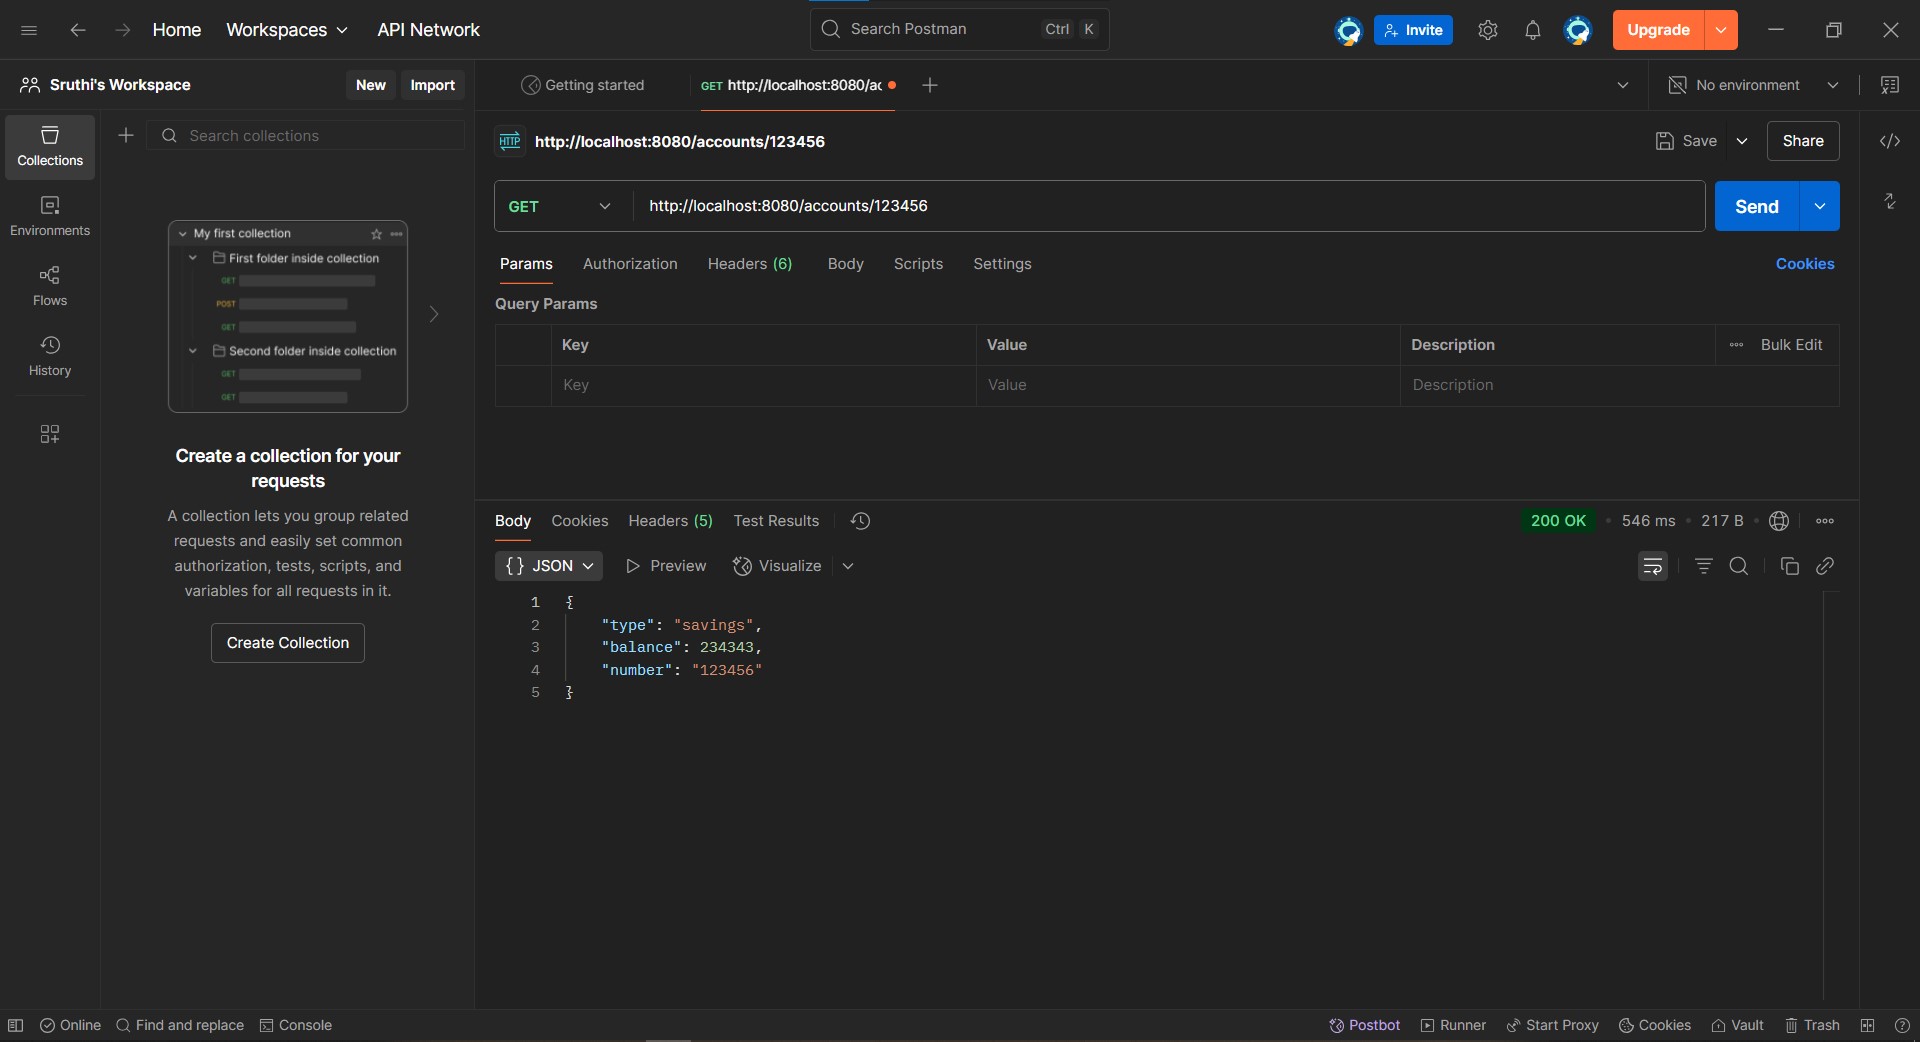 Home Workspaces API Network Search Postman Ctrl K Invite Upgrade
Sruthi's Workspace New Import Getting started GET http://localhost:8080/ac No environment
Collections
Environments
Flows
History
Search collections
My first collection
First folder inside collection
GET
POST
GET
Second folder inside collection
GET
GET
Create a collection for your
requests
A collection lets you group related
requests and easily set common
authorization, tests, scripts, and
variables for all requests in it.
Create Collection
HTTP http://localhost:8080/accounts/123456 Save Share
GET http://localhost:8080/accounts/123456 Send
Params Authorization Headers (6) Body Scripts Settings Cookies
Query Params
Key Value Description Bulk Edit
Key Value Description
Body Cookies Headers (5) Test Results 200 OK 546 ms 217 B
{} JSON Preview Visualize
1 {
2 "type": "savings",
3 "balance": 234343,
4 "number": "123456"
5 }
Online Find and replace Console Postbot Runner Start Proxy Cookies Vault Trash